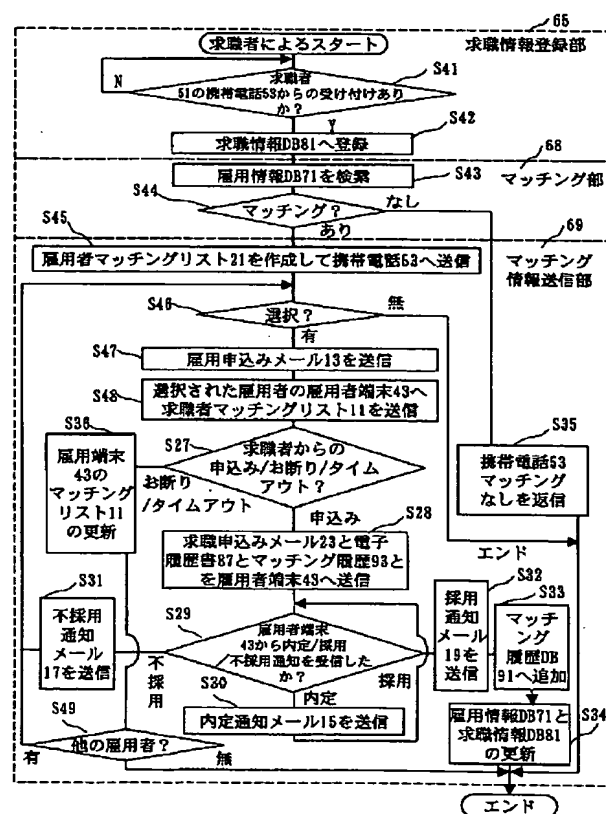 65
求職者によるスタート
求職情報登録部
S41
N
求職者
51の携帯電話53からの受け付けあり
か?
Y
S42
求職情報DB81へ登録
68
雇用情報DB71を検索
S43
マッチング部
S44
マッチング?
なし
あり
S45
69
雇用者マッチングリスト21を作成して携帯電話53へ送信
マッチング
情報送信部
S46
選択?
無
有
S47
雇用申込みメール13を送信
S48
選択された雇用者の雇用者端末43へ
求職者マッチングリスト11を送信
S36
雇用端末
43の
マッチング
リスト11
の更新
S27
求職者からの
申込み/お断り/タイム
アウト?
お断り
/タイムアウト
申込み
S35
携帯電話53
マッチング
なしを返信
エンド
S28
求職申込みメール23と電子
履歴書87とマッチング履歴93と
を雇用者端末43へ送信
S31
不採用
通知
メール
17を送信
S29
雇用者端末
43から内定/採用
/不採用通知を受信した
か?
不採用
採用
S32
採用
通知
メール
19を
送信
S33
マッチ
ング
履歴DB
91へ追加
内定
S30
内定通知メール15を送信
S34
雇用情報DB71と
求職情報DB81
の更新
S49
他の雇用者?
有
無
エンド